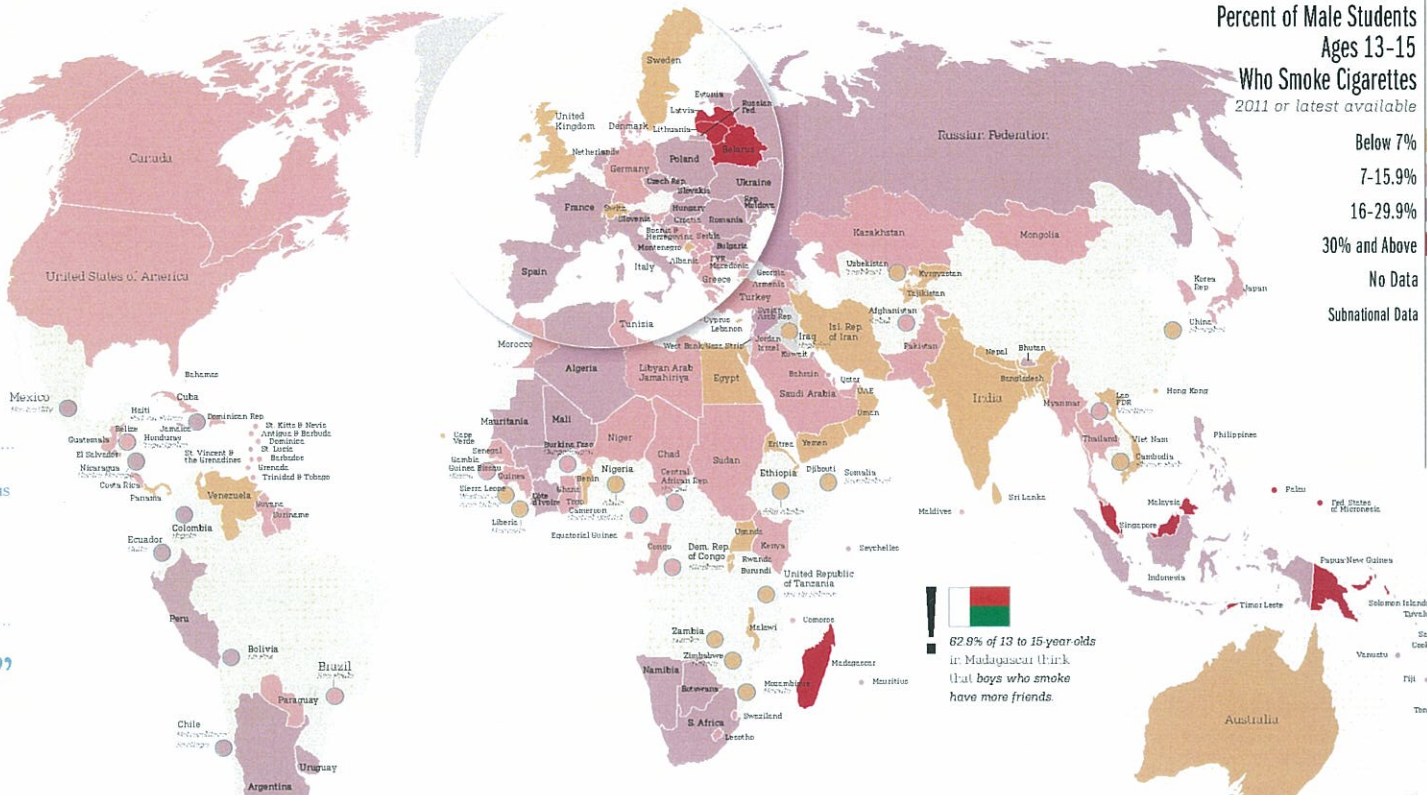 Percent of Male Students
Ages 13-15
Who Smoke Cigarettes
2011 or latest available
Below 7%
7-15.9%
16-29.9%
30% and Above
No Data
Subnational Data
Canada
United States of America
Mexico
Bahamas
Cuba
Haiti
Jamaica
Dominican Rep
Belize
Guatemala
Honduras
El Salvador
Nicaragua
Costa Rica
Panama
St. Kitts & Nevis
Antigua & Barbuda
Dominica
St. Lucia
St. Vincent &
the Grenadines
Barbados
Grenada
Trinidad & Tobago
Venezuela
Guyana
Suriname
Colombia
Ecuador
Peru
Bolivia
Brazil
Paraguay
Chile
Uruguay
Argentina
Sweden
United
Kingdom
Denmark
Estonia
Latvia
Lithuania
Russian
Fed.
Belarus
Netherlands
Germany
Poland
Czech Rep.
Slovakia
Ukraine
France
Switz.
Hungary
Rep.
Moldova
Slovenia
Croatia
Romania
Bosnia &
Herzegovina
Serbia
Montenegro
Bulgaria
Albania
FYR
Macedonia
Spain
Italy
Greece
Russian Federation
Kazakhstan
Mongolia
Uzbekistan
Kyrgyzstan
Tajikistan
Georgia
Armenia
Turkey
Cyprus
Lebanon
Syrian
Arab Rep.
Iraq
Isl. Rep.
of Iran
Afghanistan
Kabul
Pakistan
Korea
Rep
Japan
China
Shanghai
Hong Kong
West Bank
Gaza Strip
Jordan
Israel
Kuwait
Bahrain
Qatar
Saudi Arabia
UAE
Oman
Yemen
Nepal
Bhutan
Bangladesh
India
Myanmar
Lao
PDR
Thailand
Viet Nam
Cambodia
Philippines
Sri Lanka
Maldives
Malaysia
Singapore
Indonesia
Palau
Fed. States
of Micronesia
Papua New Guinea
Timor Leste
Solomon Island
Tuval
Vanuatu
Fiji
Ton
Australia
Morocco
Tunisia
Algeria
Libyan Arab
Jamahiriya
Egypt
Cape
Verde
Mauritania
Mali
Niger
Chad
Sudan
Senegal
Gambia
Guinea Bissau
Guinea
Burkina Faso
Sierra Leone
Liberia
Côte
d'Ivoire
Ghana
Togo
Benin
Nigeria
Cameroon
Central
African Rep.
Equatorial Guinea
Congo
Dem. Rep.
of Congo
Eritrea
Ethiopia
Djibouti
Somalia
Uganda
Kenya
Rwanda
Burundi
United Republic
of Tanzania
Seychelles
Zambia
Malawi
Zimbabwe
Mozambique
Comoros
Madagascar
Mauritius
Namibia
Botswana
S. Africa
Swaziland
Lesotho
!
62.9% of 13 to 15-year-olds
in Madagascar think
that boys who smoke
have more friends.